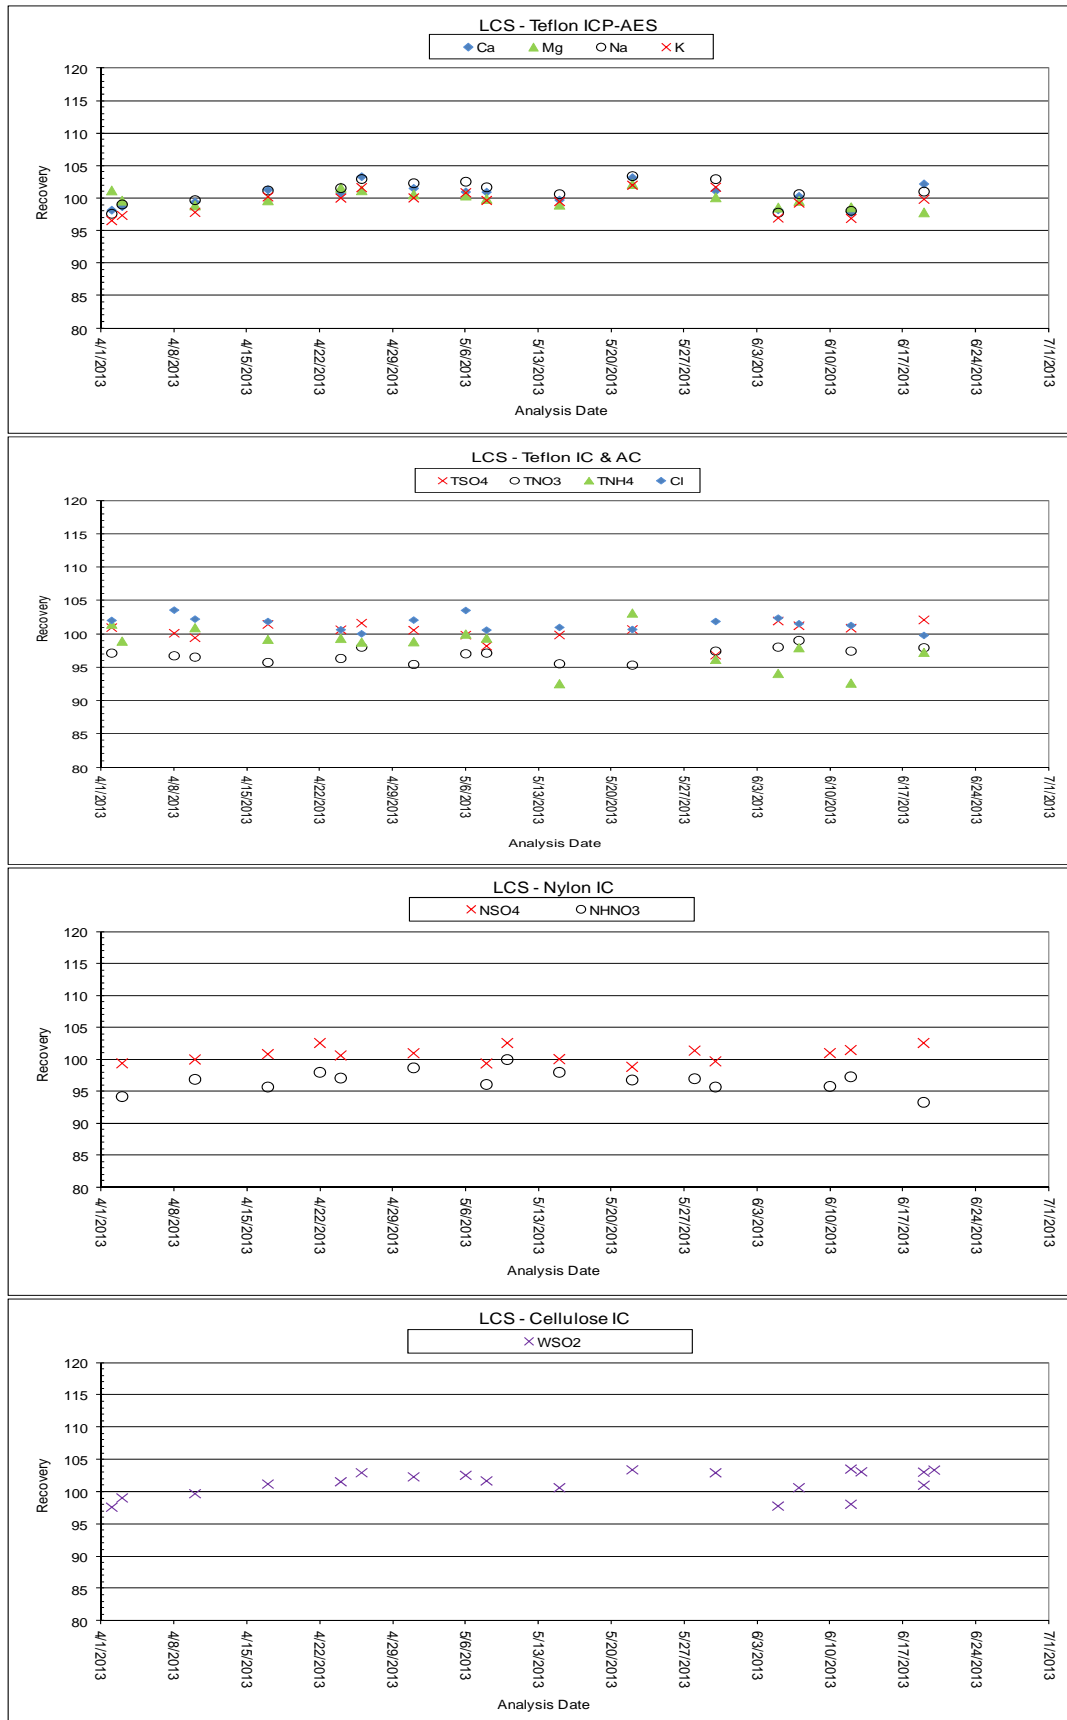 LCS - Teflon ICP-AES
Ca Mg Na K
120
115
110
105
100
95
90
85
80
Recovery
4/1/2013 4/8/2013 4/15/2013 4/22/2013 4/29/2013 5/6/2013 5/13/2013 5/20/2013 5/27/2013 6/3/2013 6/10/2013 6/17/2013 6/24/2013 7/1/2013
Analysis Date
LCS - Teflon IC & AC
TSO4 TNO3 TNH4 Cl
120
115
110
105
100
95
90
85
80
Recovery
4/1/2013 4/8/2013 4/15/2013 4/22/2013 4/29/2013 5/6/2013 5/13/2013 5/20/2013 5/27/2013 6/3/2013 6/10/2013 6/17/2013 6/24/2013 7/1/2013
Analysis Date
LCS - Nylon IC
NSO4 NHNO3
120
115
110
105
100
95
90
85
80
Recovery
4/1/2013 4/8/2013 4/15/2013 4/22/2013 4/29/2013 5/6/2013 5/13/2013 5/20/2013 5/27/2013 6/3/2013 6/10/2013 6/17/2013 6/24/2013 7/1/2013
Analysis Date
LCS - Cellulose IC
WSO2
120
115
110
105
100
95
90
85
80
Recovery
4/1/2013 4/8/2013 4/15/2013 4/22/2013 4/29/2013 5/6/2013 5/13/2013 5/20/2013 5/27/2013 6/3/2013 6/10/2013 6/17/2013 6/24/2013 7/1/2013
Analysis Date